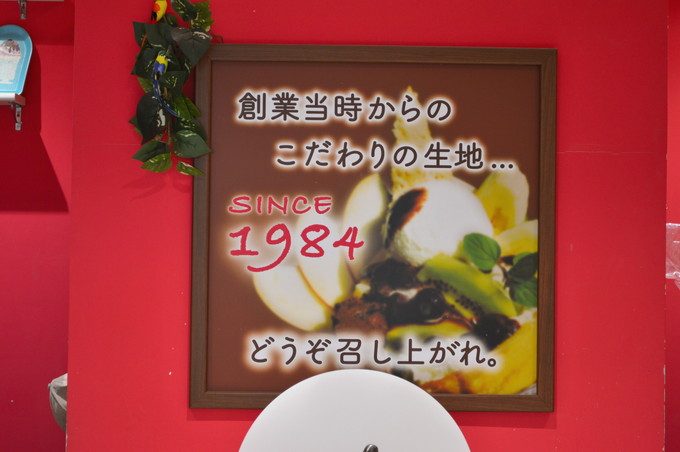 創業当時からの
こだわりの生地...
SINCE
1984
どうぞ召し上がれ。